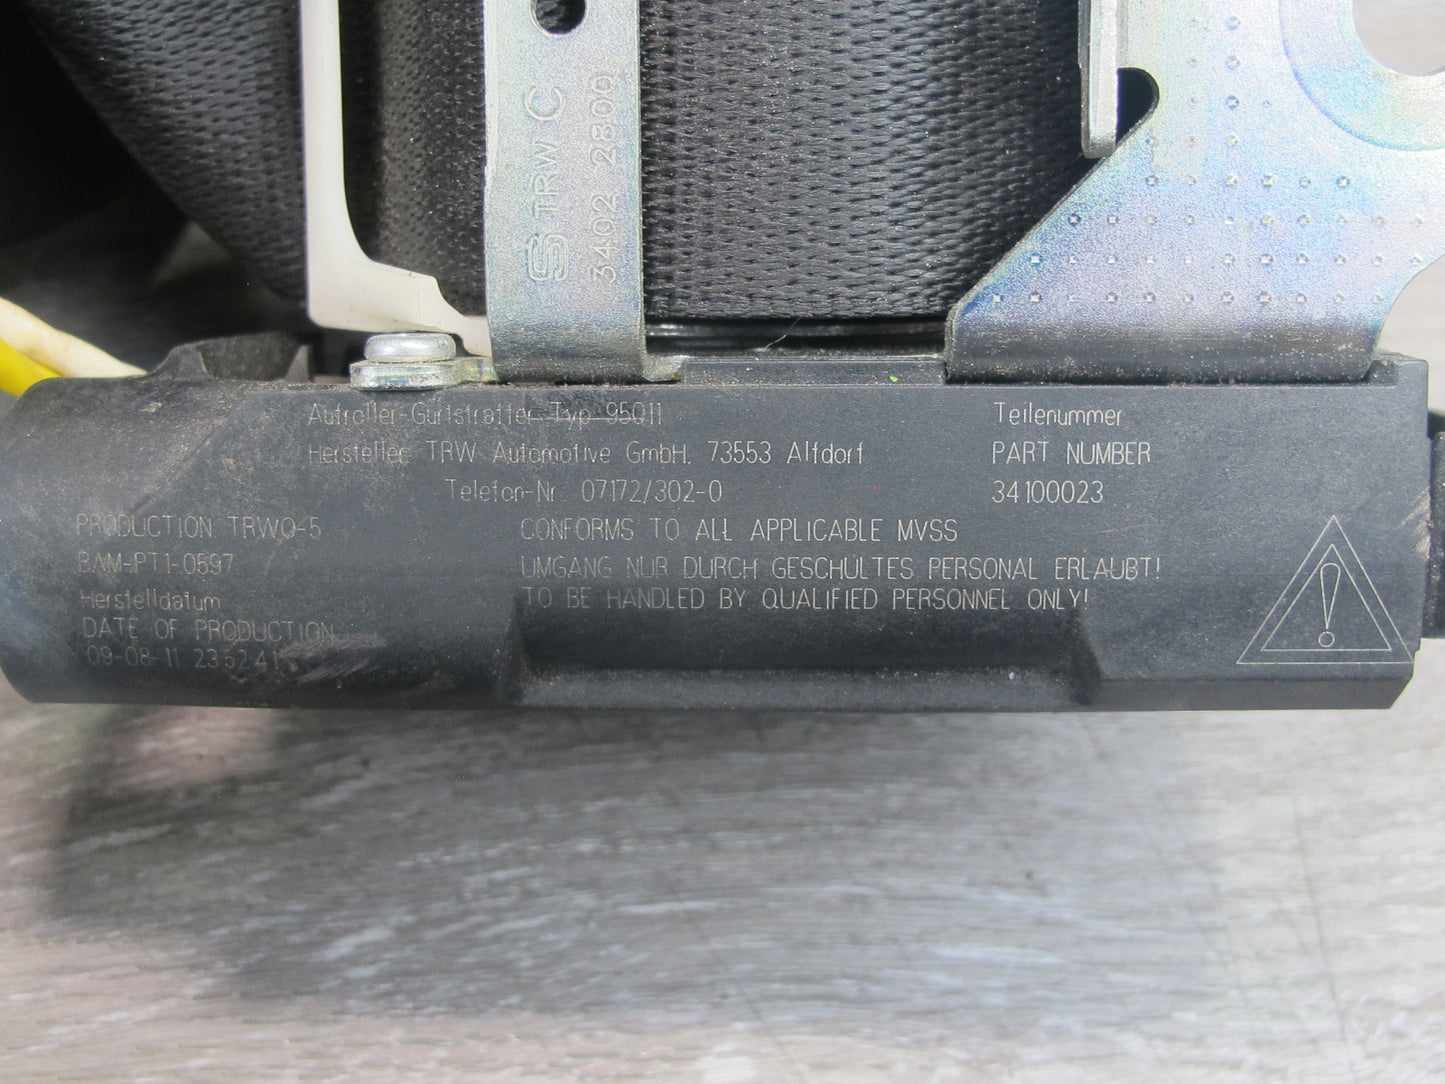 TRW C
3402 2800
Autroller-Gurtstraffer Typ 95011
Hersteller: TRW Automotive GmbH, 73553 Alfdorf
Telefon-Nr.: 07172/302-0
Teilenummer
PART NUMBER
34100023
PRODUCTION TRWO-5
BAM-PT1-0597
Herstelldatum
DATE OF PRODUCTION
09-08-11 23:52:41
CONFORMS TO ALL APPLICABLE MVSS
UMGANG NUR DURCH GESCHULTES PERSONAL ERLAUBT!
TO BE HANDLED BY QUALIFIED PERSONNEL ONLY!